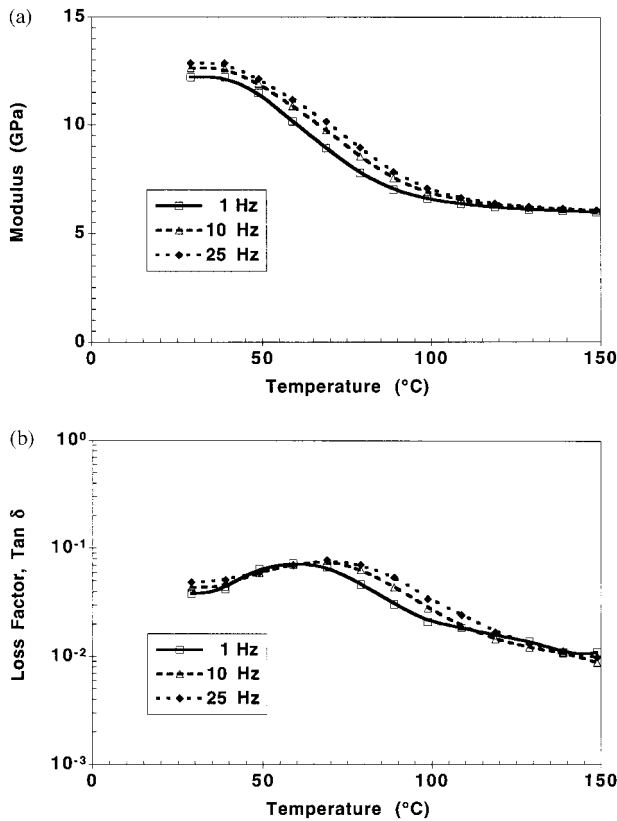 (a)
15
10
5
0
Modulus (GPa)
1 Hz
10 Hz
25 Hz
0
50
100
150
Temperature (°C)
(b)
10⁰
10⁻¹
10⁻²
10⁻³
Loss Factor, Tan δ
1 Hz
10 Hz
25 Hz
0
50
100
150
Temperature (°C)